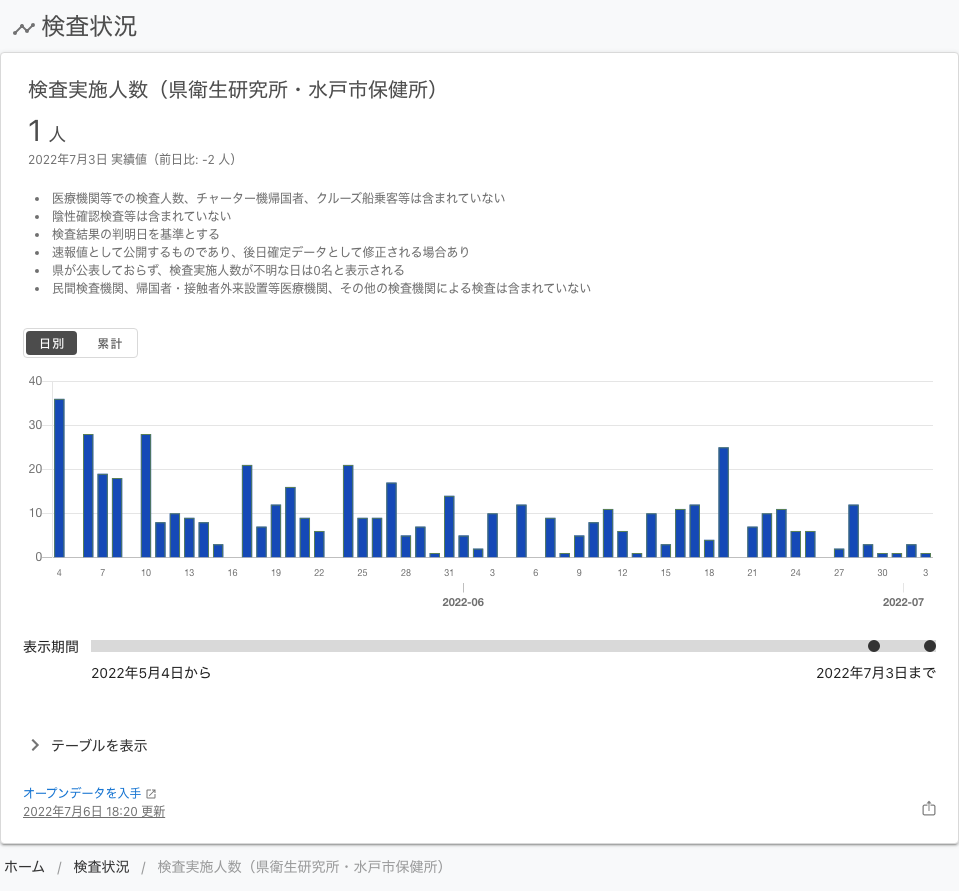 検査状況
検査実施人数（県衛生研究所・水戸市保健所）
1 人
2022年7月3日 実績値（前日比: -2 人）
医療機関等での検査人数、チャーター機帰国者、クルーズ船乗客等は含まれていない
陰性確認検査等は含まれていない
検査結果の判明日を基準とする
速報値として公開するものであり、後日確定データとして修正される場合あり
県が公表しておらず、検査実施人数が不明な日は0名と表示される
民間検査機関、帰国者・接触者外来設置等医療機関、その他の検査機関による検査は含まれていない
日別 累計
40
30
20
10
0
4 7 10 13 16 19 22 25 28 31 3 6 9 12 15 18 21 24 27 30 3
2022-06 2022-07
表示期間
2022年5月4日から 2022年7月3日まで
テーブルを表示
オープンデータを入手
2022年7月6日 18:20 更新
ホーム / 検査状況 / 検査実施人数（県衛生研究所・水戸市保健所）